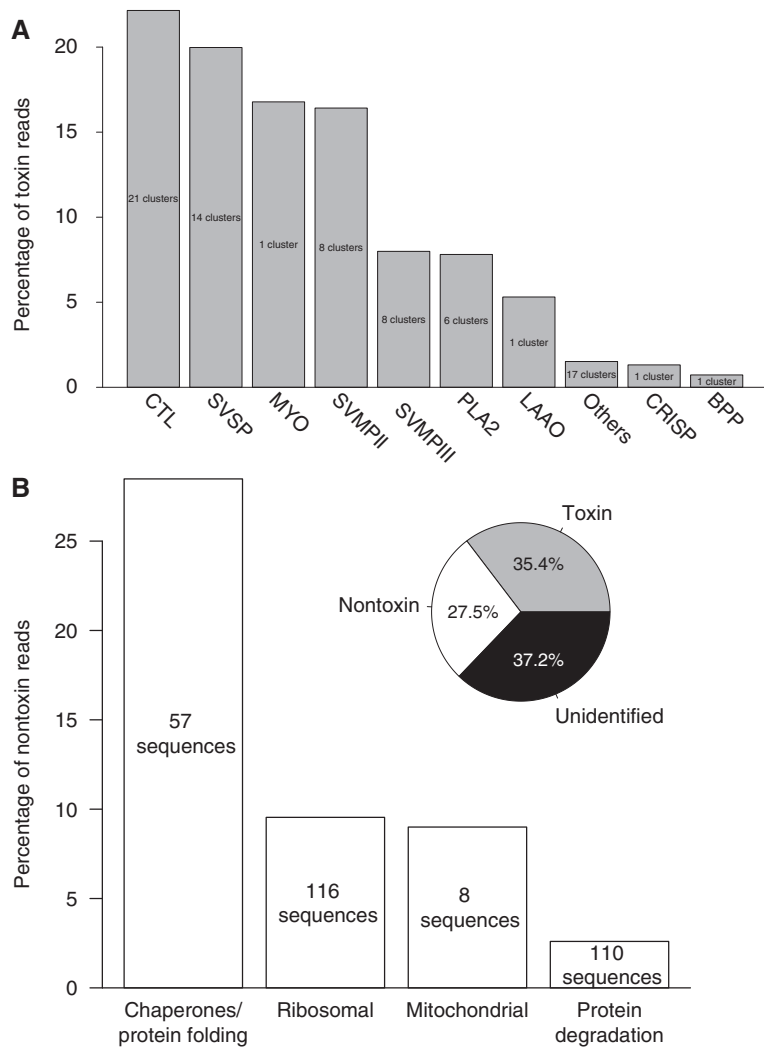 A
Percentage of toxin reads
20
15
10
5
0
21 clusters
14 clusters
1 cluster
8 clusters
8 clusters
6 clusters
1 cluster
17 clusters
1 cluster
1 cluster
CTL
SVSP
MYO
SVMPII
SVMPIII
PLA2
LAAO
Others
CRISP
BPP
B
Percentage of nontoxin reads
25
20
15
10
5
0
Toxin
35.4%
Nontoxin
27.5%
37.2%
Unidentified
57
sequences
116
sequences
8
sequences
110
sequences
Chaperones/
protein folding
Ribosomal
Mitochondrial
Protein
degradation